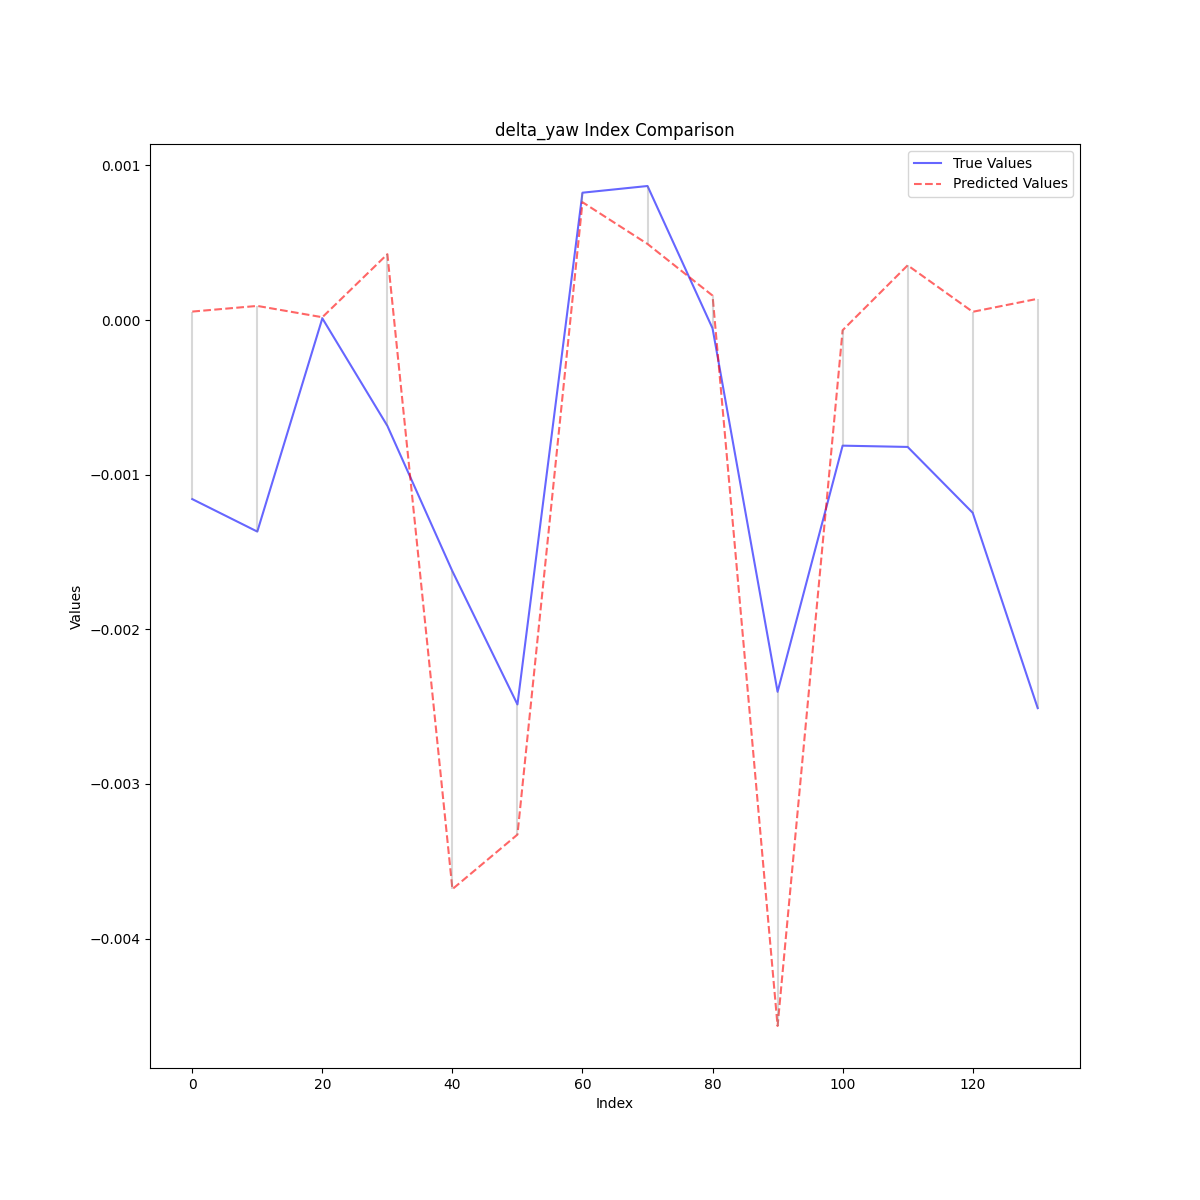 delta_yaw Index Comparison
True Values
Predicted Values
0.001
0.000
−0.001
−0.002
−0.003
−0.004
Values
0
20
40
60
80
100
120
Index